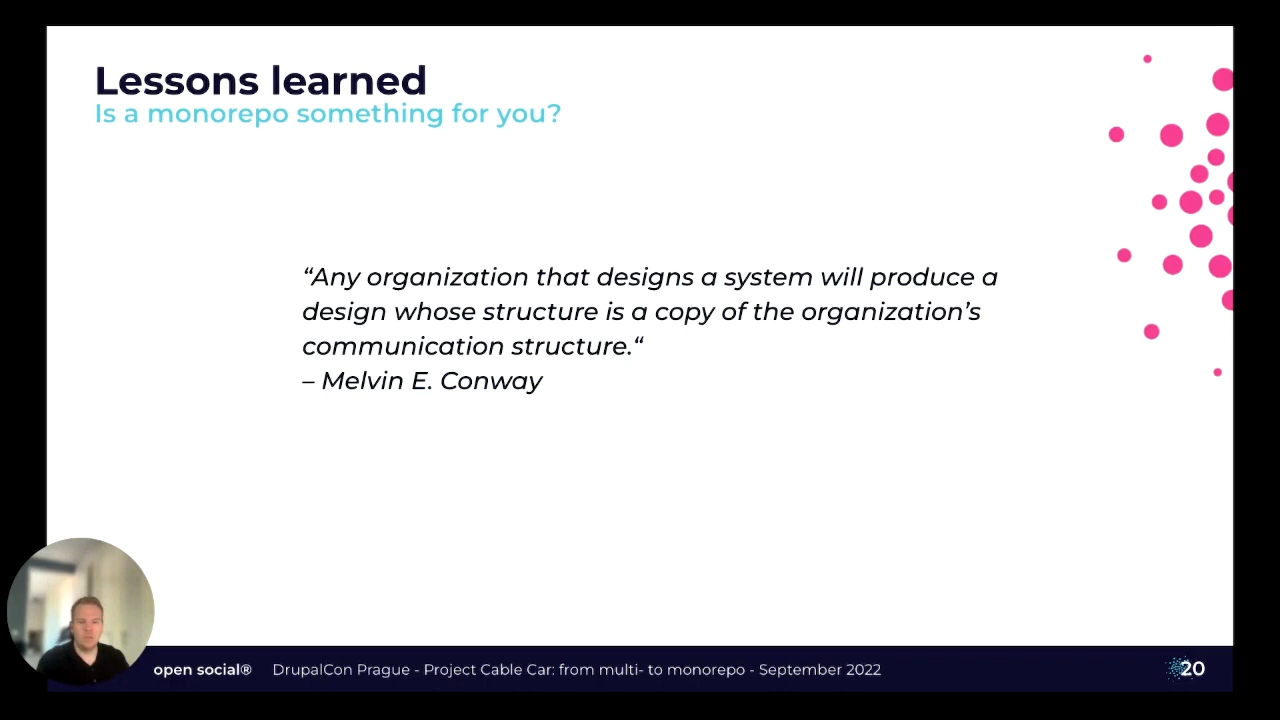 Lessons learned
Is a monorepo something for you?
“Any organization that designs a system will produce a
design whose structure is a copy of the organization’s
communication structure.“
– Melvin E. Conway
open social® DrupalCon Prague - Project Cable Car: from multi- to monorepo - September 2022 20